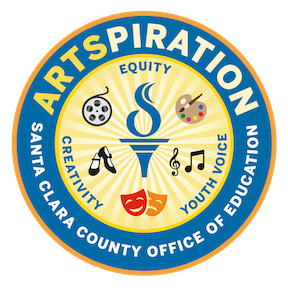 ARTSPIRATION
EQUITY
CREATIVITY
YOUTH VOICE
SANTA CLARA COUNTY OFFICE OF EDUCATION